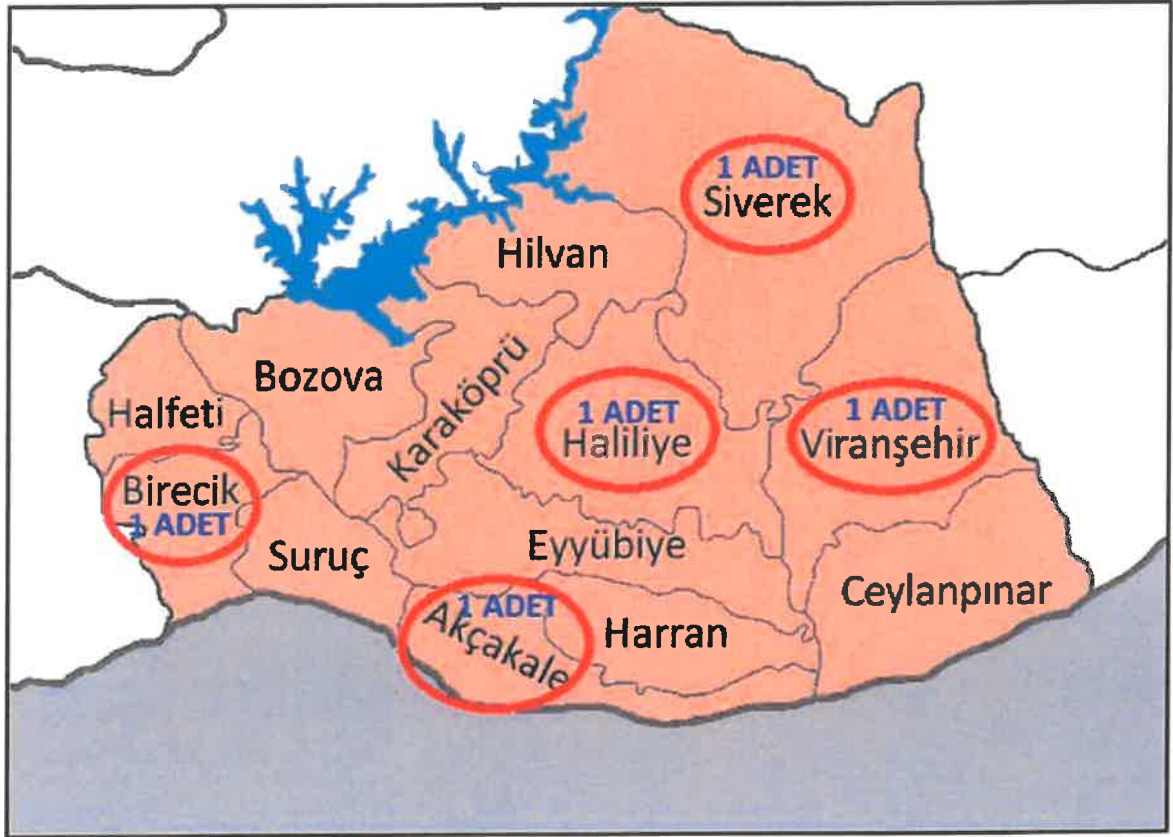 1 ADET
Siverek
Hilvan
Bozova
Karaköprü
Halfeti
1 ADET
Haliliye
1 ADET
Viranşehir
Birecik
1 ADET
Suruç
Eyyübiye
Ceylanpınar
1 ADET
Akçakale
Harran